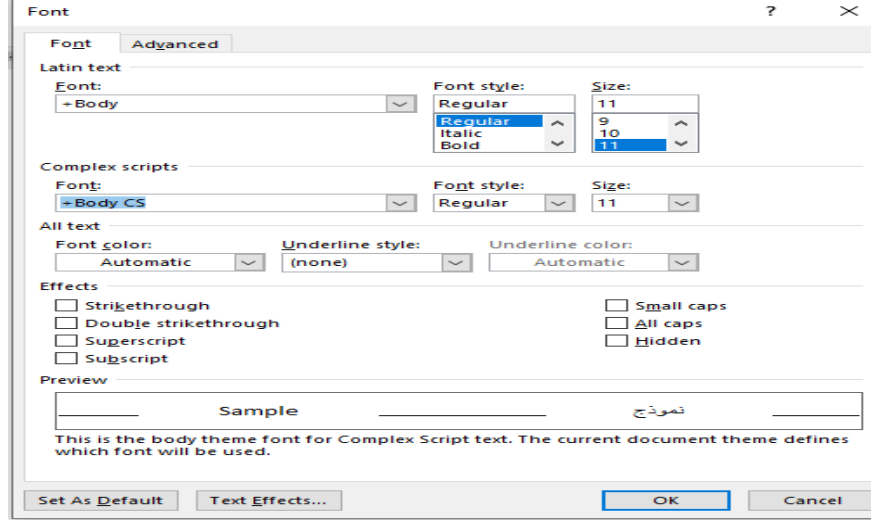 Font ? ×
Font Advanced
Latin text
Font: Font style: Size:
+Body Regular 11
Regular 9
Italic 10
Bold 11
Complex scripts
Font: Font style: Size:
+Body CS Regular 11
All text
Font color: Underline style: Underline color:
Automatic (none) Automatic
Effects
Strikethrough Small caps
Double strikethrough All caps
Superscript Hidden
Subscript
Preview
Sample نموذج
This is the body theme font for Complex Script text. The current document theme defines
which font will be used.
Set As Default Text Effects... OK Cancel